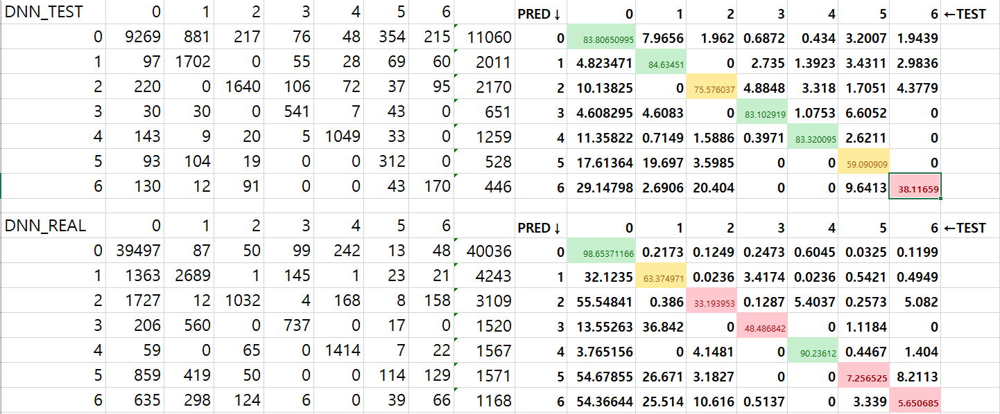 DNN_TEST 0 1 2 3 4 5 6 PRED ↓ 0 1 2 3 4 5 6 ←TEST
0 9269 881 217 76 48 354 215 11060 0 83.80650995 7.9656 1.962 0.6872 0.434 3.2007 1.9439
1 97 1702 0 55 28 69 60 2011 1 4.823471 84.63451 0 2.735 1.3923 3.4311 2.9836
2 220 0 1640 106 72 37 95 2170 2 10.13825 0 75.576037 4.8848 3.318 1.7051 4.3779
3 30 30 0 541 7 43 0 651 3 4.608295 4.6083 0 83.102919 1.0753 6.6052 0
4 143 9 20 5 1049 33 0 1259 4 11.35822 0.7149 1.5886 0.3971 83.320095 2.6211 0
5 93 104 19 0 0 312 0 528 5 17.61364 19.697 3.5985 0 0 59.090909 0
6 130 12 91 0 0 43 170 446 6 29.14798 2.6906 20.404 0 0 9.6413 38.11659
DNN_REAL 0 1 2 3 4 5 6 PRED ↓ 0 1 2 3 4 5 6 ←TEST
0 39497 87 50 99 242 13 48 40036 0 98.65371166 0.2173 0.1249 0.2473 0.6045 0.0325 0.1199
1 1363 2689 1 145 1 23 21 4243 1 32.1235 63.374971 0.0236 3.4174 0.0236 0.5421 0.4949
2 1727 12 1032 4 168 8 158 3109 2 55.54841 0.386 33.193953 0.1287 5.4037 0.2573 5.082
3 206 560 0 737 0 17 0 1520 3 13.55263 36.842 0 48.486842 0 1.1184 0
4 59 0 65 0 1414 7 22 1567 4 3.765156 0 4.1481 0 90.23612 0.4467 1.404
5 859 419 50 0 0 114 129 1571 5 54.67855 26.671 3.1827 0 0 7.256525 8.2113
6 635 298 124 6 0 39 66 1168 6 54.36644 25.514 10.616 0.5137 0 3.339 5.650685